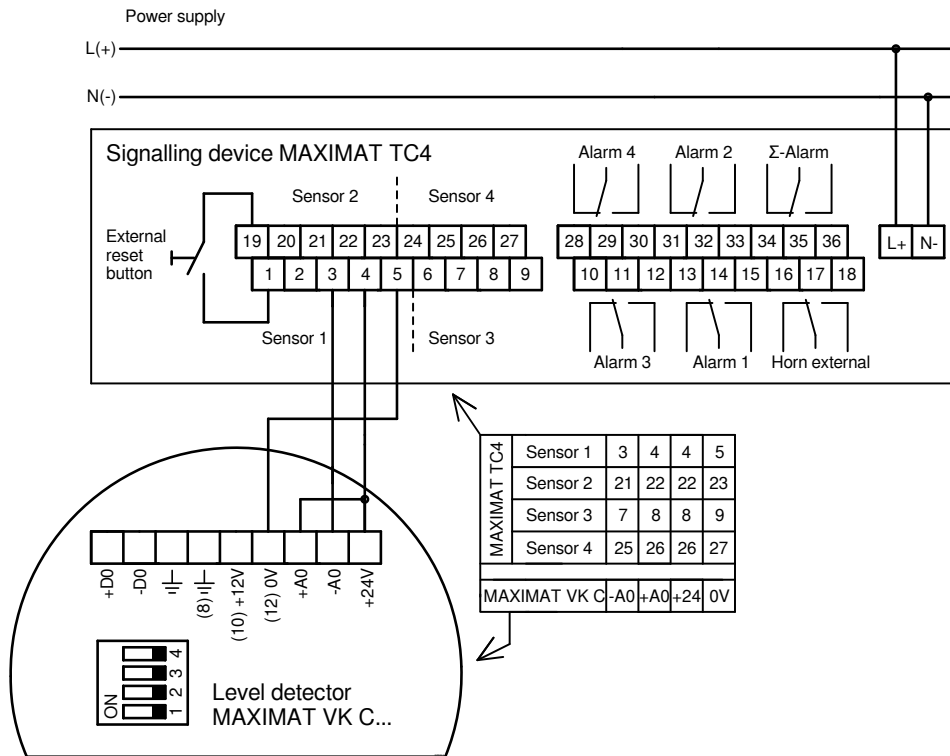 Power supply
L(+)
N(-)
Signalling device MAXIMAT TC4
Alarm 4 Alarm 2 Σ-Alarm
Sensor 2 Sensor 4
External
reset
button
19 20 21 22 23 24 25 26 27 28 29 30 31 32 33 34 35 36 L+ N-
1 2 3 4 5 6 7 8 9 10 11 12 13 14 15 16 17 18
Sensor 1 Sensor 3
Alarm 3 Alarm 1 Horn external
MAXIMAT TC4
Sensor 1 3 4 4 5
Sensor 2 21 22 22 23
Sensor 3 7 8 8 9
Sensor 4 25 26 26 27
MAXIMAT VK C -A0 +A0 +24 0V
+D0
-D0
(8)
(10) +12V
(12) 0V
+A0
-A0
+24V
ON
4
3
2
1
Level detector
MAXIMAT VK C...